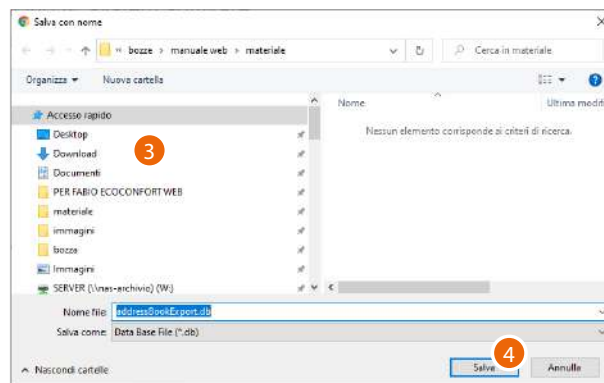 Salva con nome
« bozze > manuale web > materiale
Cerca in materiale
Organizza
Nuova cartella
Nome
Ultima modifi
Accesso rapido
Nessun elemento corrisponde ai criteri di ricerca.
Desktop
3
Download
Documenti
PER FABIO ECOCONFORT WEB
materiale
immagini
bozze
Immagini
SERVER (\\nas-archivio) (W:)
Nome file: addressBookExport.db
Salva come: Data Base File (*.db)
4
Nascondi cartelle
Salva
Annulla